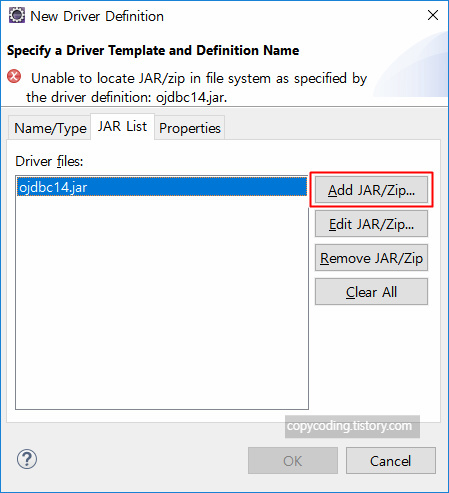 New Driver Definition
Specify a Driver Template and Definition Name
Unable to locate JAR/zip in file system as specified by
the driver definition: ojdbc14.jar.
Name/Type JAR List Properties
Driver files:
ojdbc14.jar
Add JAR/Zip...
Edit JAR/Zip...
Remove JAR/Zip
Clear All
copycoding.tistory.com
?
OK Cancel